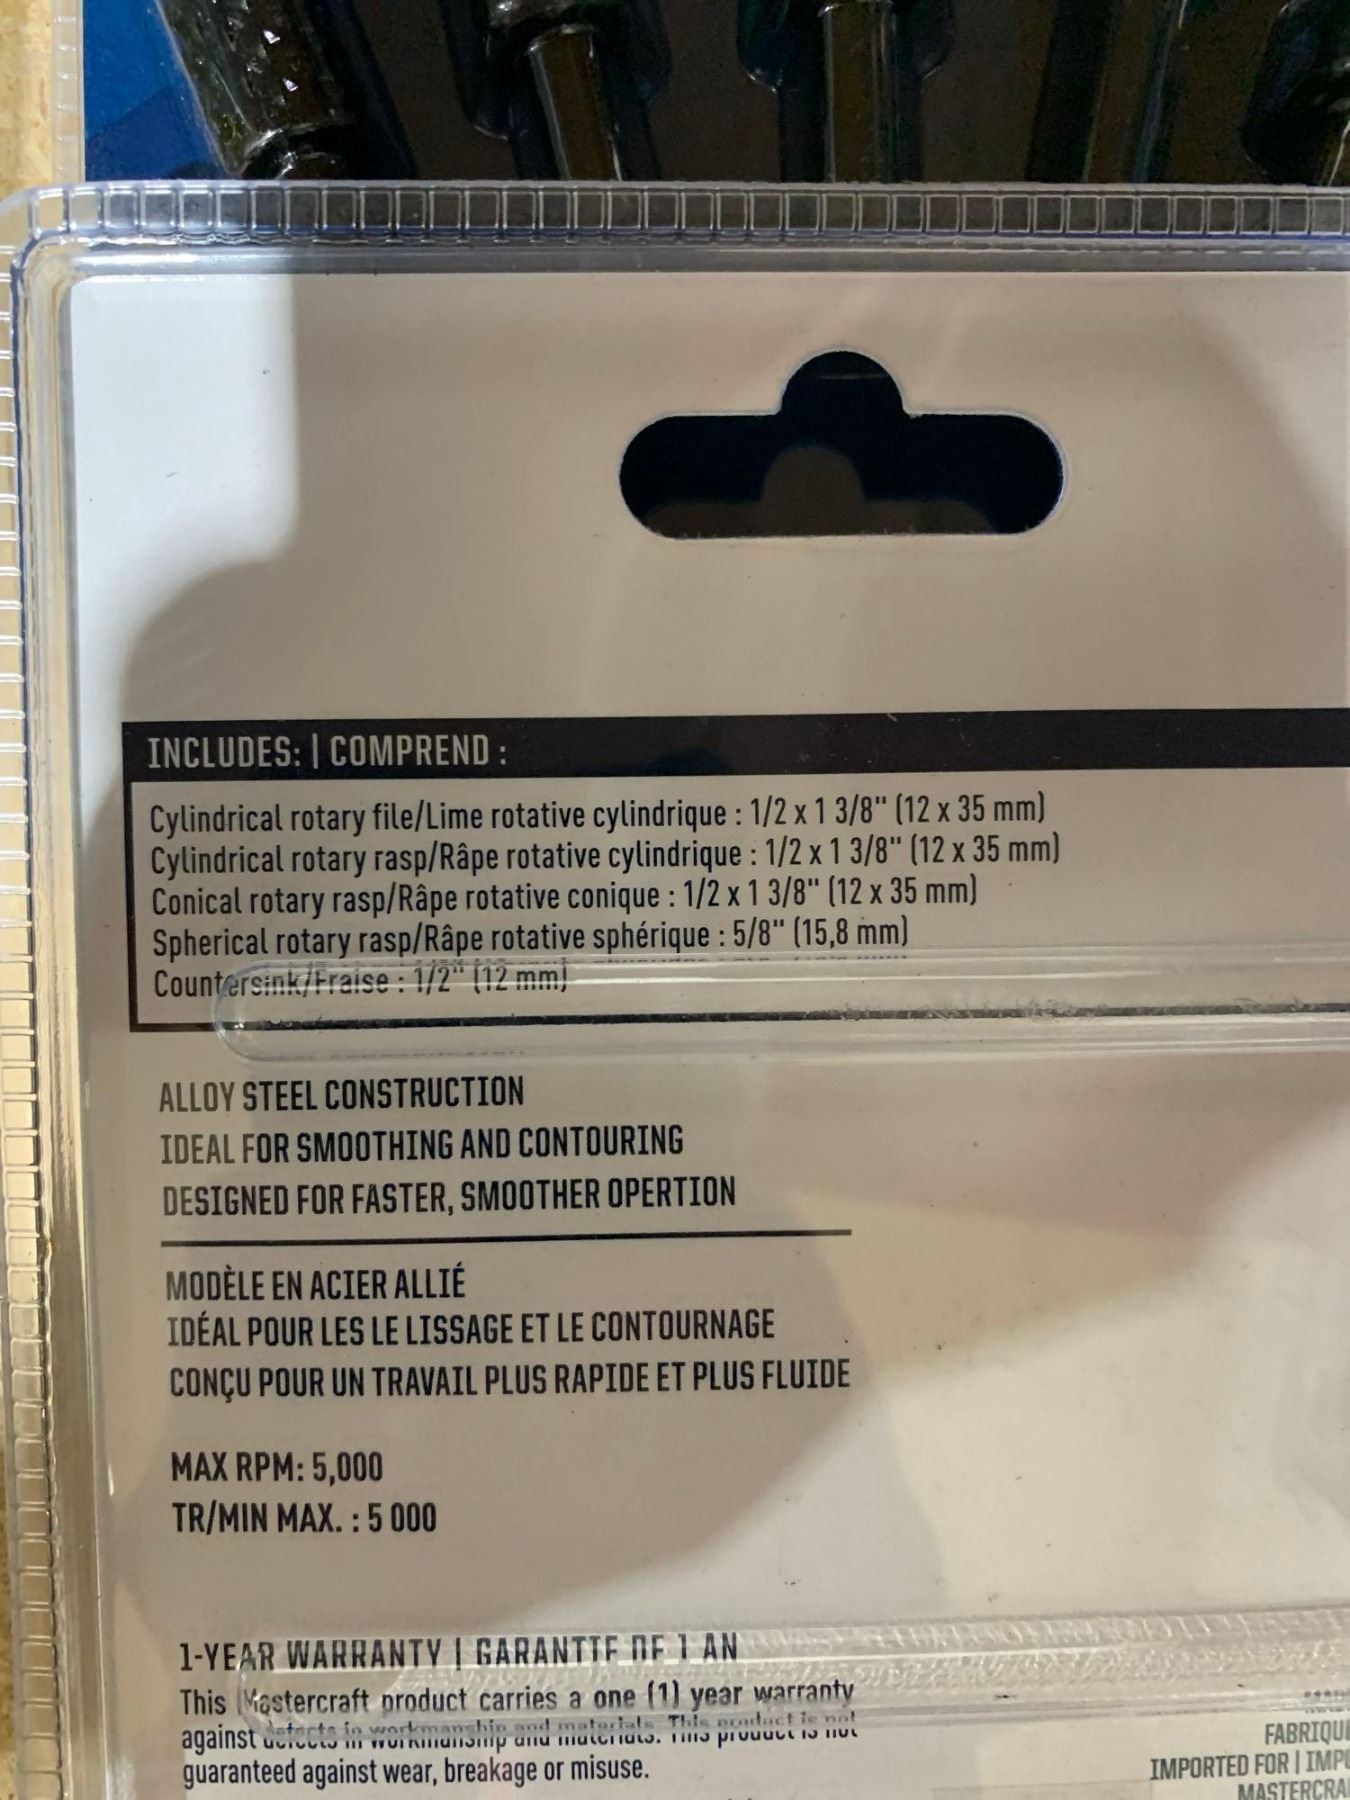 INCLUDES: | COMPREND :
Cylindrical rotary file/Lime rotative cylindrique : 1/2 x 1 3/8" (12 x 35 mm)
Cylindrical rotary rasp/Râpe rotative cylindrique : 1/2 x 1 3/8" (12 x 35 mm)
Conical rotary rasp/Râpe rotative conique : 1/2 x 1 3/8" (12 x 35 mm)
Spherical rotary rasp/Râpe rotative sphérique : 5/8" (15,8 mm)
Countersink/Fraise : 1/2" (12 mm)
ALLOY STEEL CONSTRUCTION
IDEAL FOR SMOOTHING AND CONTOURING
DESIGNED FOR FASTER, SMOOTHER OPERTION
MODÈLE EN ACIER ALLIÉ
IDÉAL POUR LES LE LISSAGE ET LE CONTOURNAGE
CONÇU POUR UN TRAVAIL PLUS RAPIDE ET PLUS FLUIDE
MAX RPM: 5,000
TR/MIN MAX. : 5 000
1-YEAR WARRANTY | GARANTIE DE 1 AN
This Mastercraft product carries a one (1) year warranty
against defects in workmanship and materials. This product is not
guaranteed against wear, breakage or misuse.
FABRIQU
IMPORTED FOR | IMPO
MASTERCRA